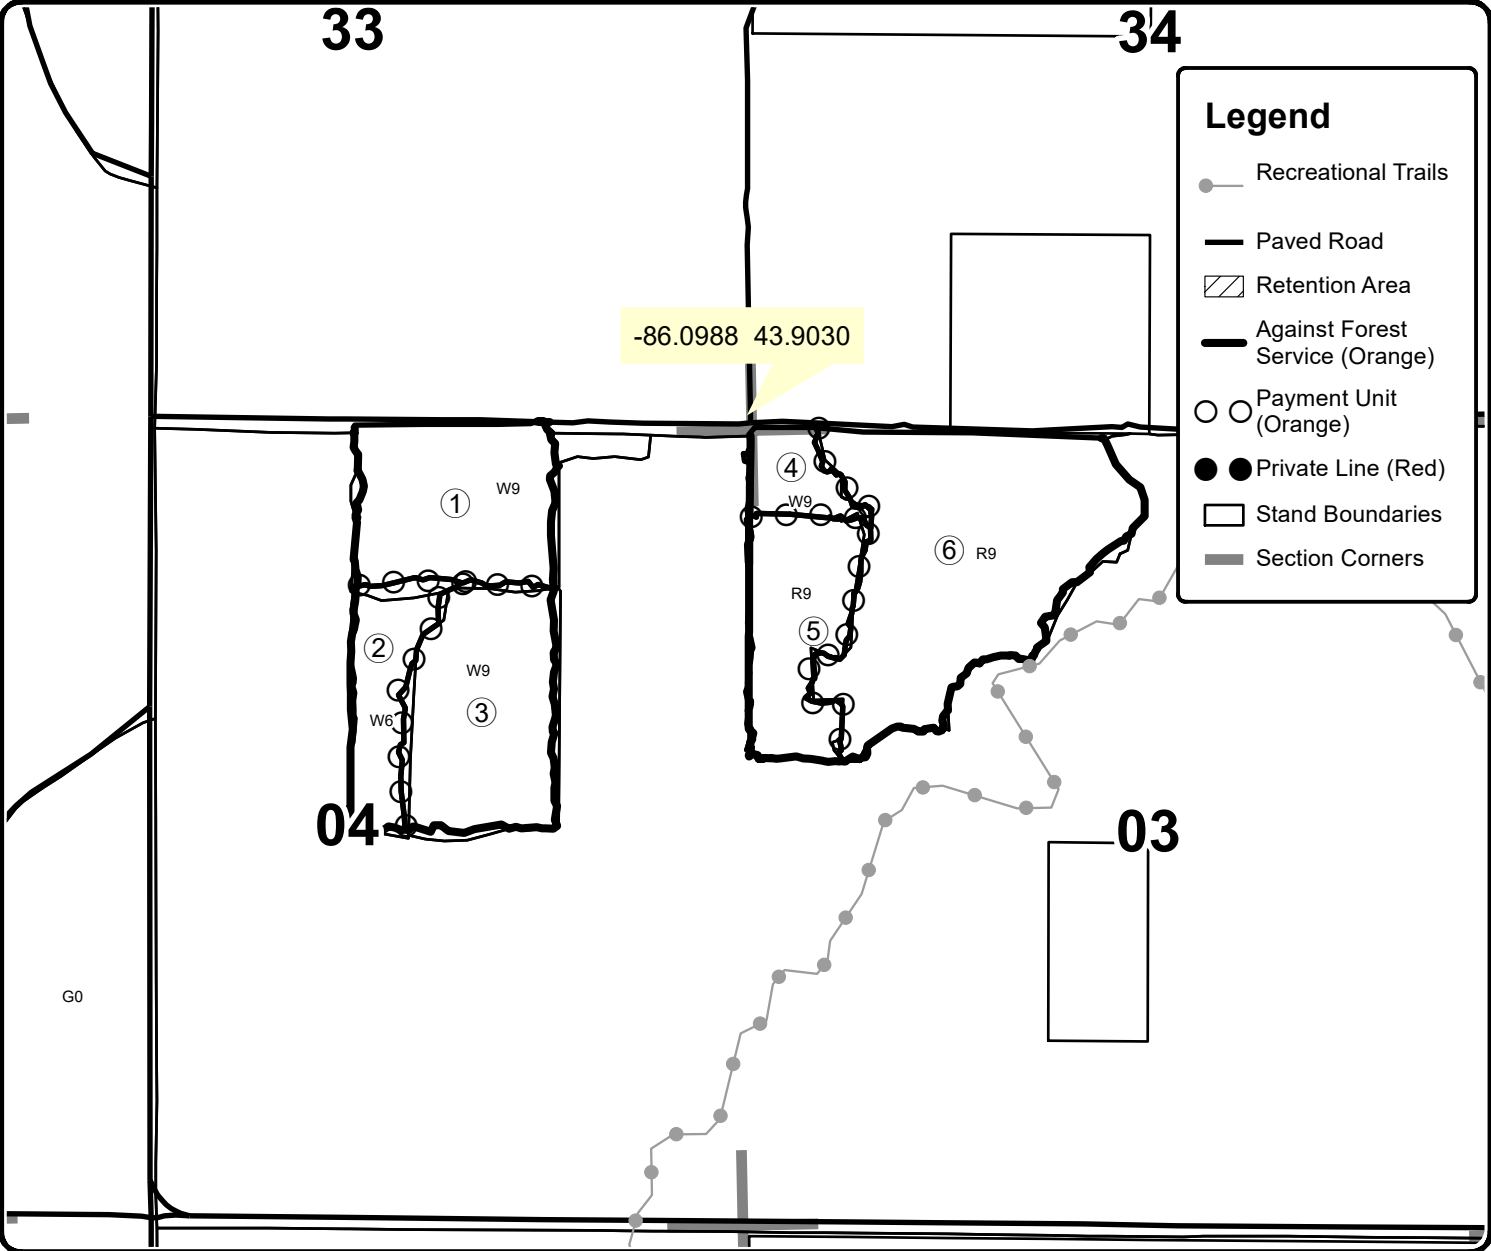 33
34
Legend
Recreational Trails
Paved Road
Retention Area
Against Forest
Service (Orange)
Payment Unit
(Orange)
Private Line (Red)
Stand Boundaries
Section Corners
-86.0988 43.9030
4
W9
1
W9
W9
6
R9
R9
5
2
W9
3
W6
04
03
G0